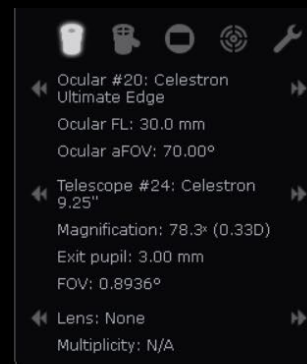 Ocular #20: Celestron
Ultimate Edge
Ocular FL: 30.0 mm
Ocular aFOV: 70.00°
Telescope #24: Celestron
9.25"
Magnification: 78.3ˣ (0.33D)
Exit pupil: 3.00 mm
FOV: 0.8936°
Lens: None
Multiplicity: N/A